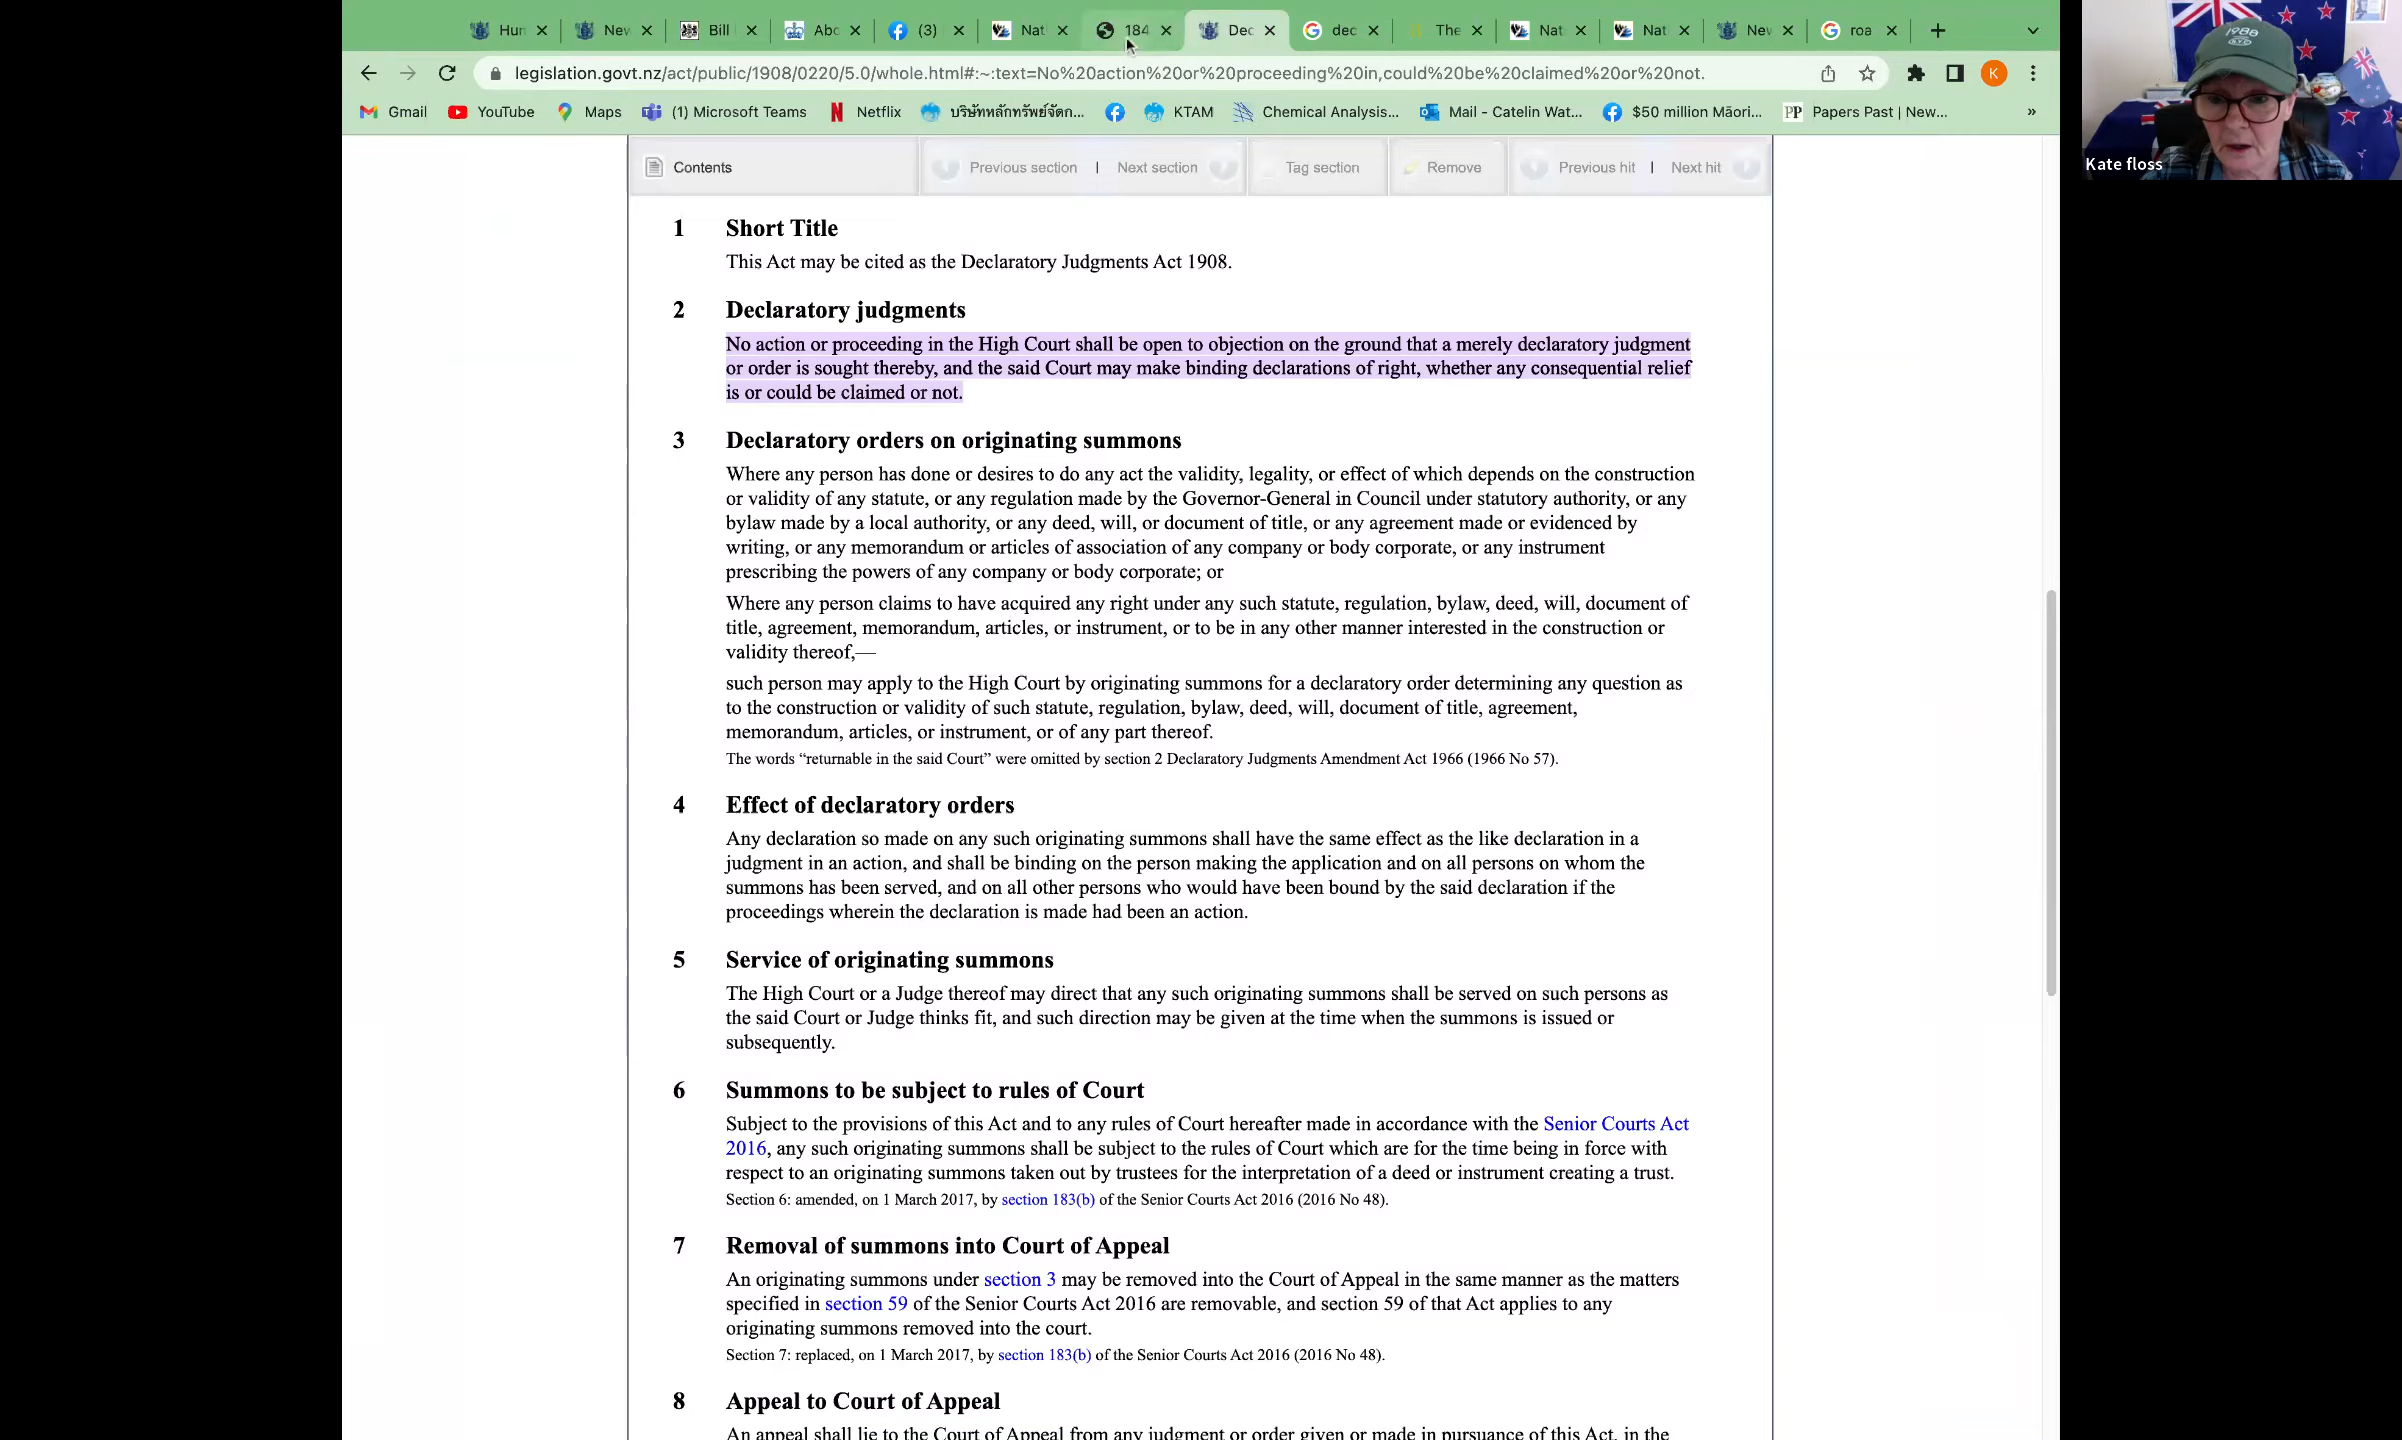 Hur
New
Bill
Abc
(3)
Nat
184
Dec
dec
The
Nat
Nat
New
roa
legislation.govt.nz/act/public/1908/0220/5.0/whole.html#:~:text=No%20action%20or%20proceeding%20in,could%20be%20claimed%20or%20not.
K
Gmail
YouTube
Maps
(1) Microsoft Teams
Netflix
บริษัทหลักทรัพย์จัดก...
KTAM
Chemical Analysis...
Mail - Catelin Wat...
$50 million Māori...
Papers Past | New...
»
1988
NYC
Kate floss
Contents
Previous section | Next section
Tag section
Remove
Previous hit | Next hit
1 Short Title
This Act may be cited as the Declaratory Judgments Act 1908.
2 Declaratory judgments
No action or proceeding in the High Court shall be open to objection on the ground that a merely declaratory judgment
or order is sought thereby, and the said Court may make binding declarations of right, whether any consequential relief
is or could be claimed or not.
3 Declaratory orders on originating summons
Where any person has done or desires to do any act the validity, legality, or effect of which depends on the construction
or validity of any statute, or any regulation made by the Governor-General in Council under statutory authority, or any
bylaw made by a local authority, or any deed, will, or document of title, or any agreement made or evidenced by
writing, or any memorandum or articles of association of any company or body corporate, or any instrument
prescribing the powers of any company or body corporate; or
Where any person claims to have acquired any right under any such statute, regulation, bylaw, deed, will, document of
title, agreement, memorandum, articles, or instrument, or to be in any other manner interested in the construction or
validity thereof,—
such person may apply to the High Court by originating summons for a declaratory order determining any question as
to the construction or validity of such statute, regulation, bylaw, deed, will, document of title, agreement,
memorandum, articles, or instrument, or of any part thereof.
The words “returnable in the said Court” were omitted by section 2 Declaratory Judgments Amendment Act 1966 (1966 No 57).
4 Effect of declaratory orders
Any declaration so made on any such originating summons shall have the same effect as the like declaration in a
judgment in an action, and shall be binding on the person making the application and on all persons on whom the
summons has been served, and on all other persons who would have been bound by the said declaration if the
proceedings wherein the declaration is made had been an action.
5 Service of originating summons
The High Court or a Judge thereof may direct that any such originating summons shall be served on such persons as
the said Court or Judge thinks fit, and such direction may be given at the time when the summons is issued or
subsequently.
6 Summons to be subject to rules of Court
Subject to the provisions of this Act and to any rules of Court hereafter made in accordance with the Senior Courts Act
2016, any such originating summons shall be subject to the rules of Court which are for the time being in force with
respect to an originating summons taken out by trustees for the interpretation of a deed or instrument creating a trust.
Section 6: amended, on 1 March 2017, by section 183(b) of the Senior Courts Act 2016 (2016 No 48).
7 Removal of summons into Court of Appeal
An originating summons under section 3 may be removed into the Court of Appeal in the same manner as the matters
specified in section 59 of the Senior Courts Act 2016 are removable, and section 59 of that Act applies to any
originating summons removed into the court.
Section 7: replaced, on 1 March 2017, by section 183(b) of the Senior Courts Act 2016 (2016 No 48).
8 Appeal to Court of Appeal
An appeal shall lie to the Court of Appeal from any judgment or order given or made in pursuance of this Act, in the